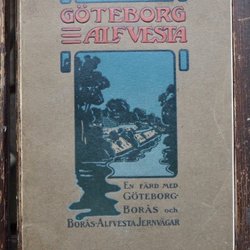 GÖTEBORG
ALFVESTA
EN FÄRD MED
GÖTEBORG-
BORÅS OCH
BORÅS-ALFVESTA JERNVÄGAR